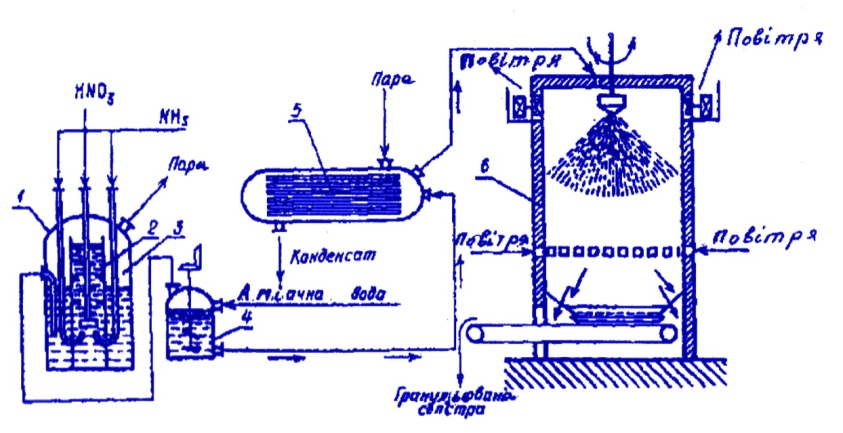 HNO₃
NH₃
Пара
1
2
3
Аміачна вода
4
5
Пара
Конденсат
Повітря
Повітря
6
Повітря
Повітря
Гранульована
селітра